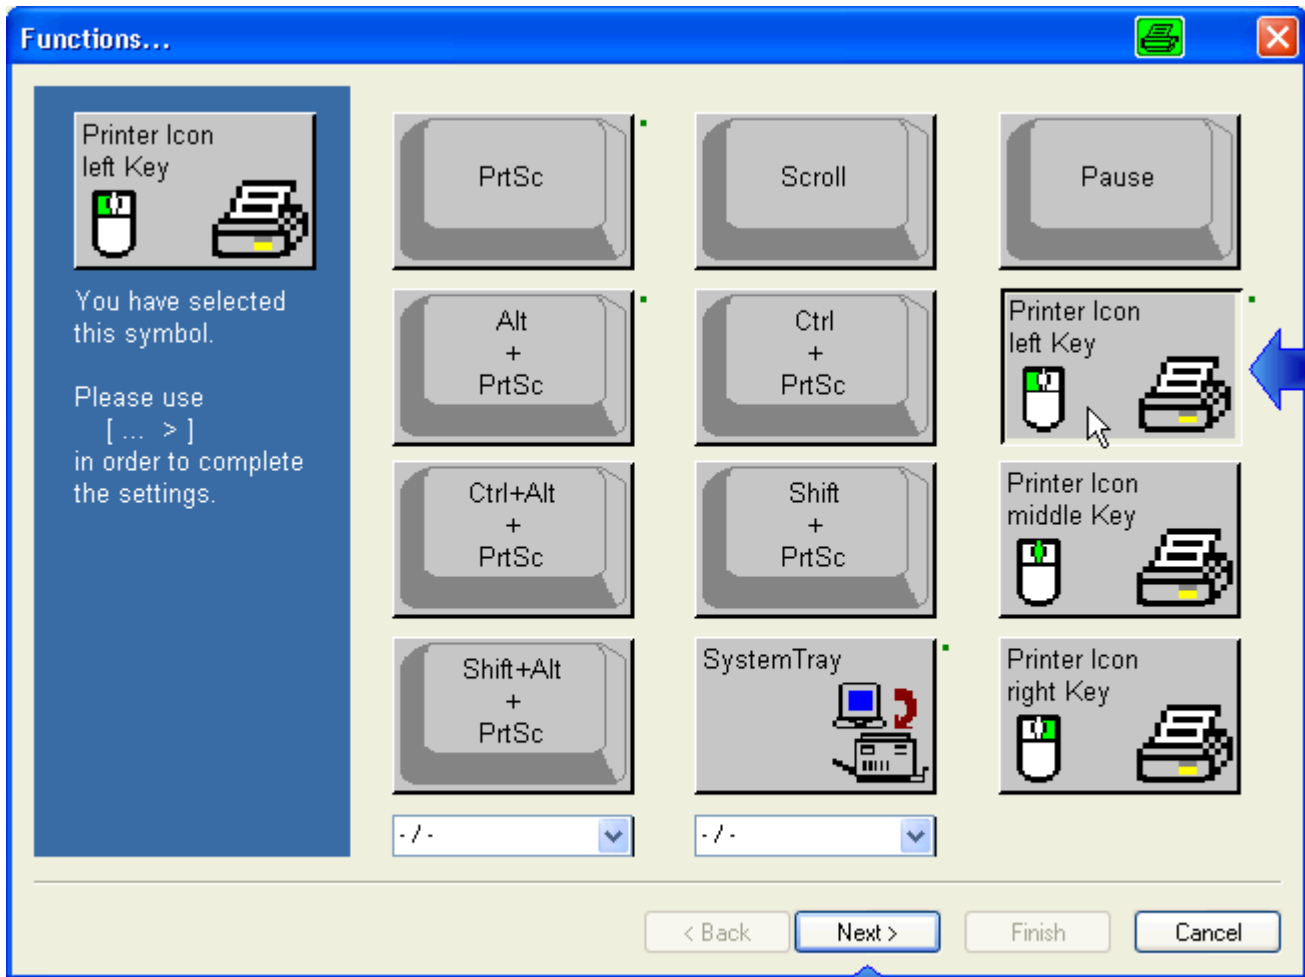 Functions...
Printer Icon
left Key
You have selected
this symbol.
Please use
[ ... > ]
in order to complete
the settings.
PrtSc
Scroll
Pause
Alt
+
PrtSc
Ctrl
+
PrtSc
Printer Icon
left Key
Ctrl+Alt
+
PrtSc
Shift
+
PrtSc
Printer Icon
middle Key
Shift+Alt
+
PrtSc
SystemTray
Printer Icon
right Key
- / -
- / -
< Back
Next >
Finish
Cancel